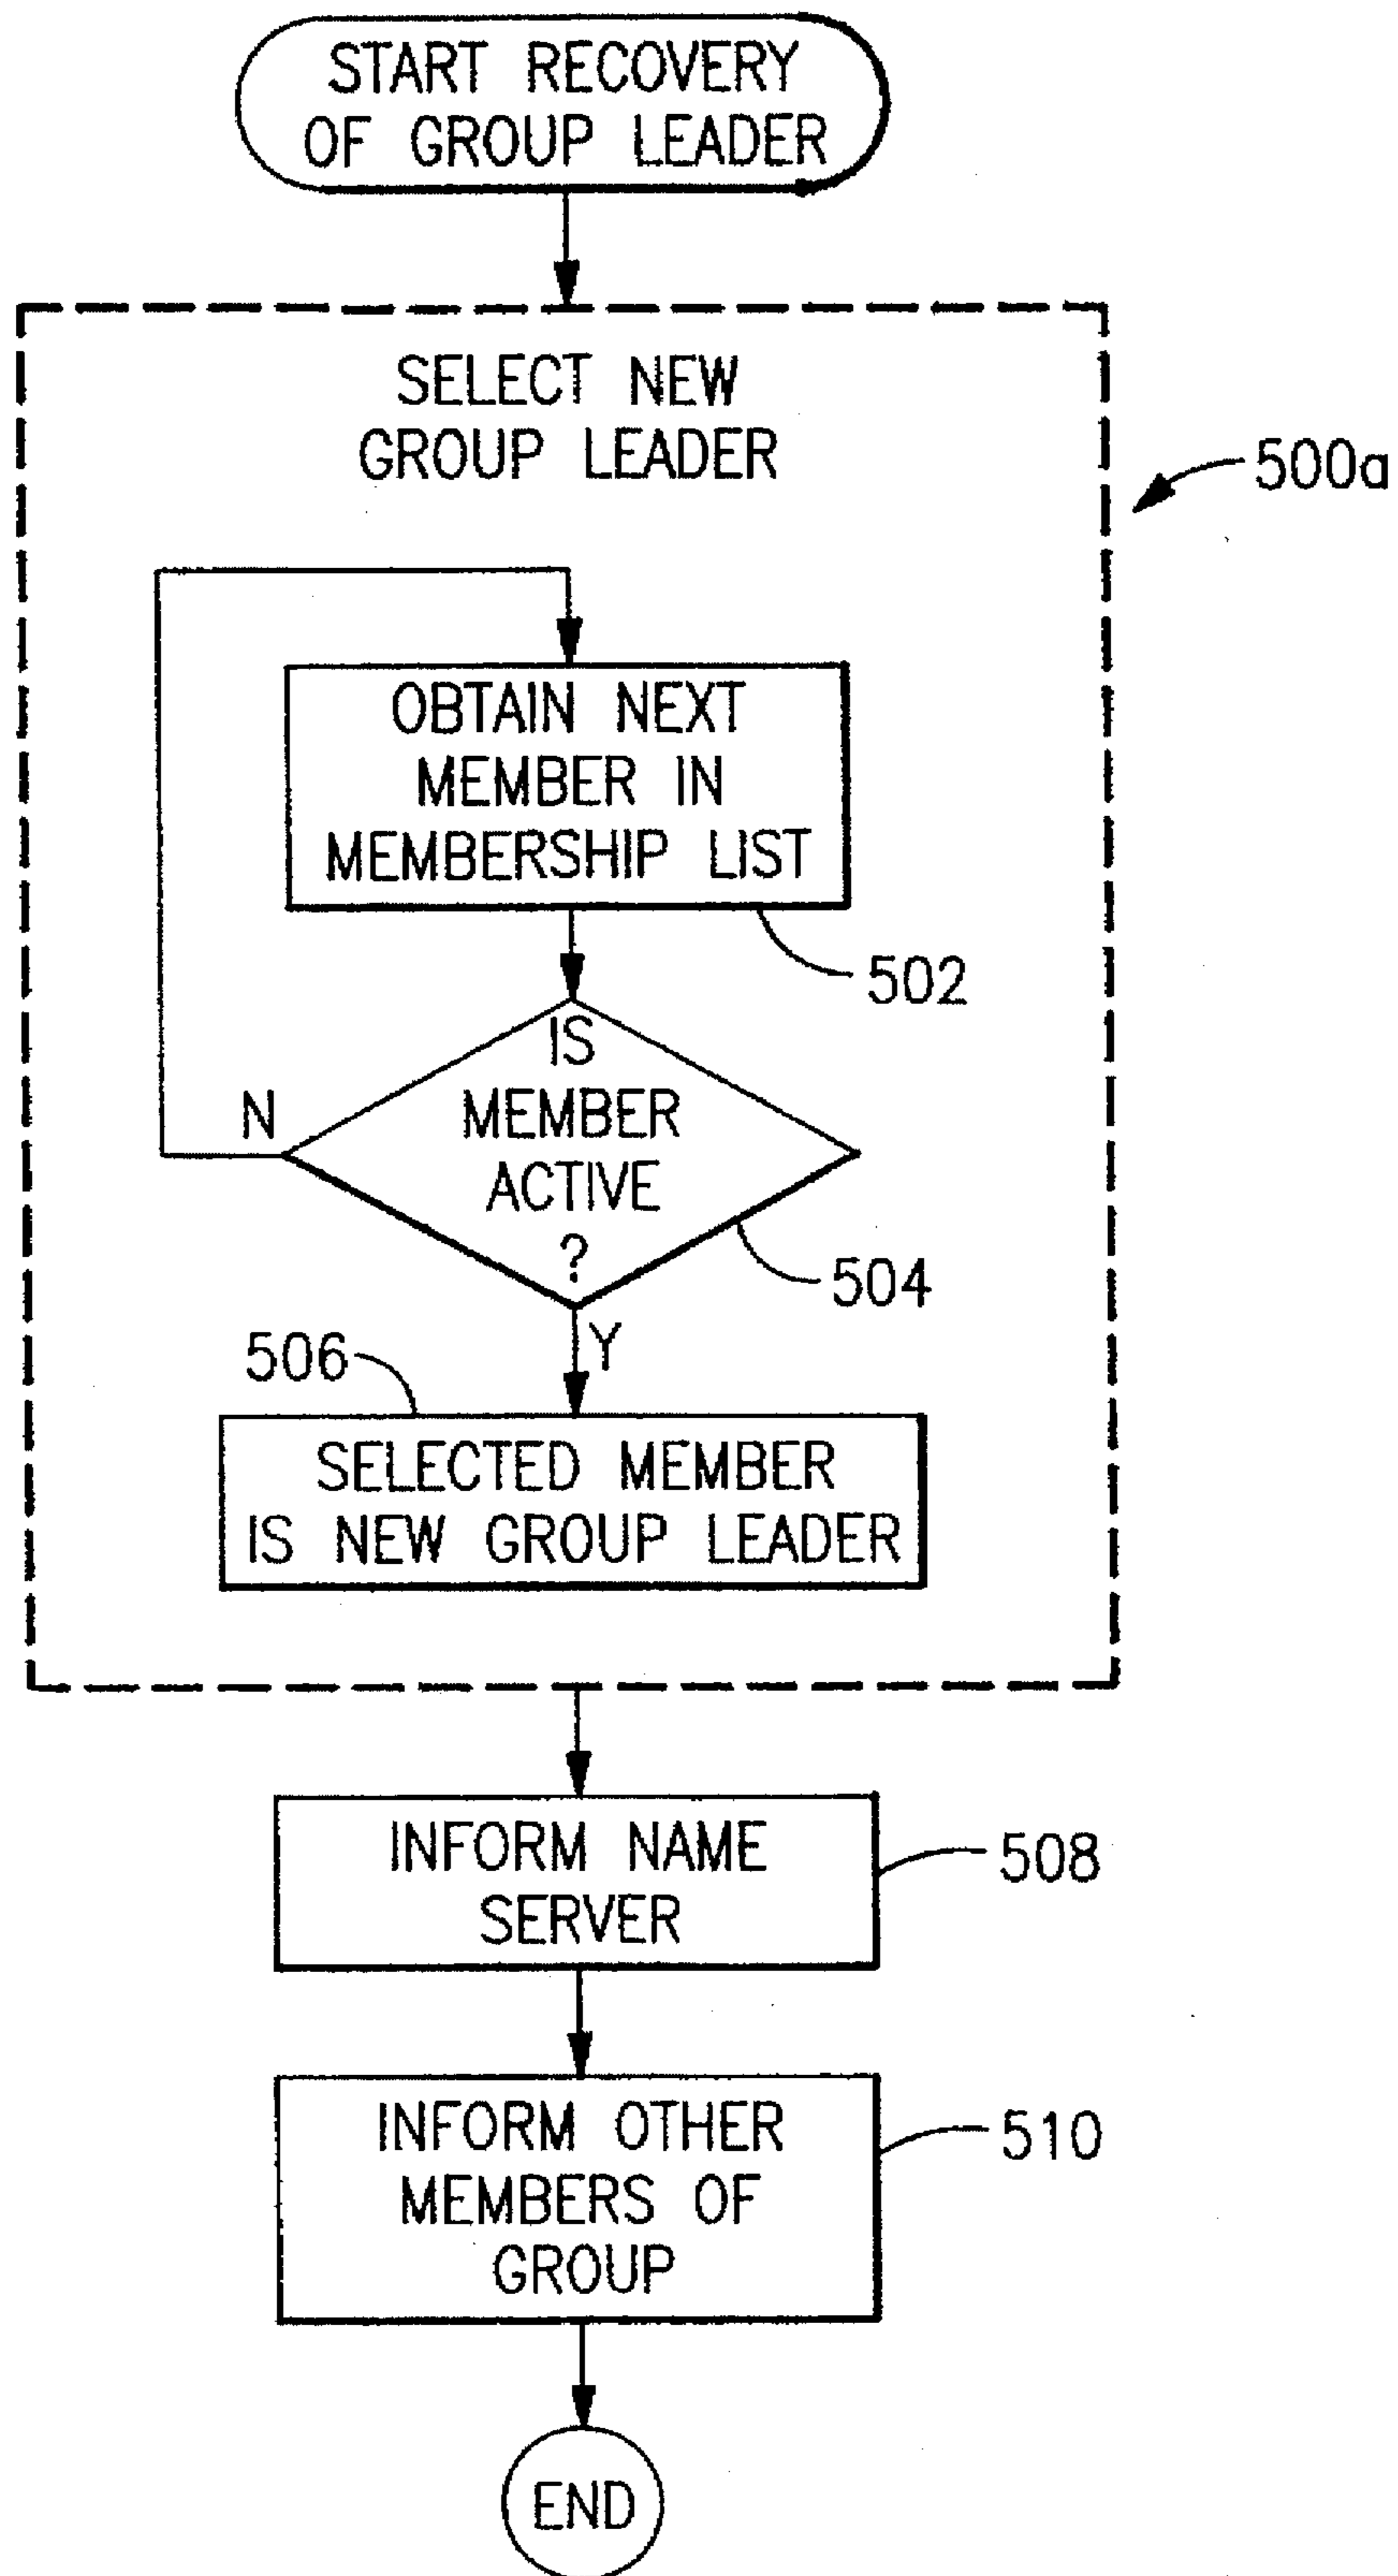 START RECOVERY
OF GROUP LEADER
SELECT NEW
GROUP LEADER
500a
OBTAIN NEXT
MEMBER IN
MEMBERSHIP LIST
502
IS
MEMBER
ACTIVE
?
N
504
Y
506
SELECTED MEMBER
IS NEW GROUP LEADER
INFORM NAME
SERVER
508
INFORM OTHER
MEMBERS OF
GROUP
510
END